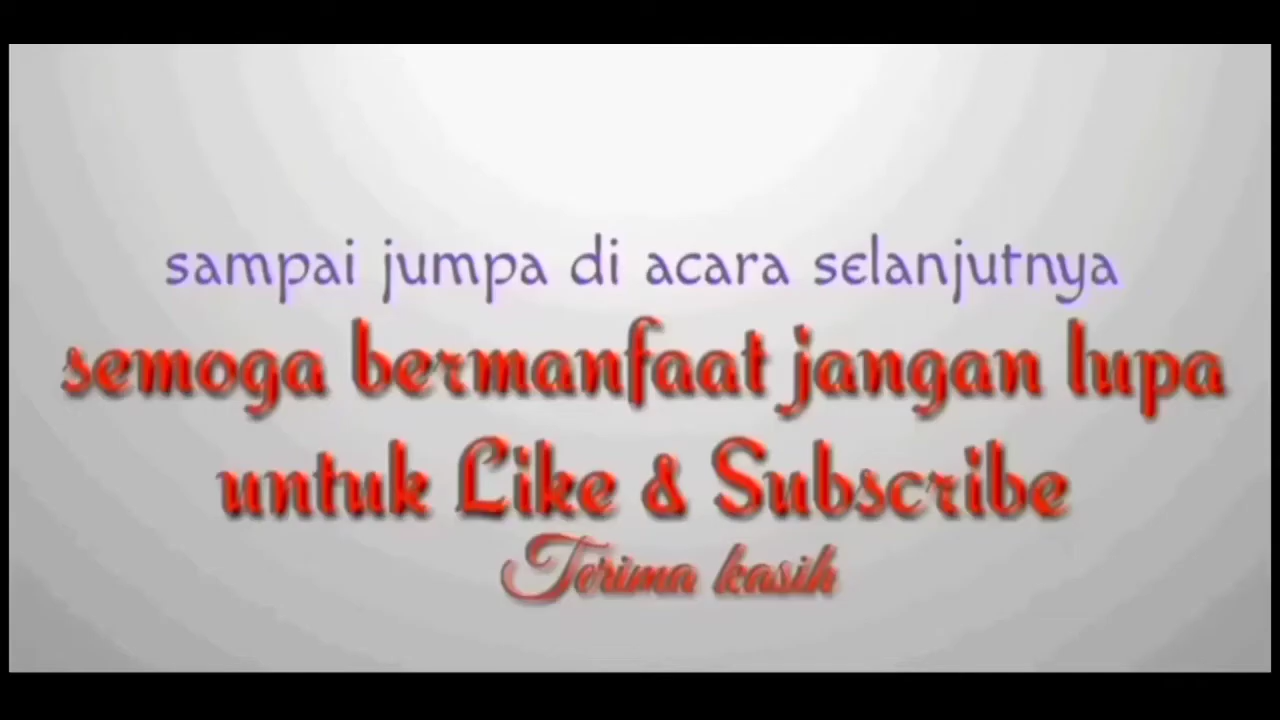 sampai jumpa di acara selanjutnya
semoga bermanfaat jangan lupa
untuk Like & Subscribe
Terima kasih